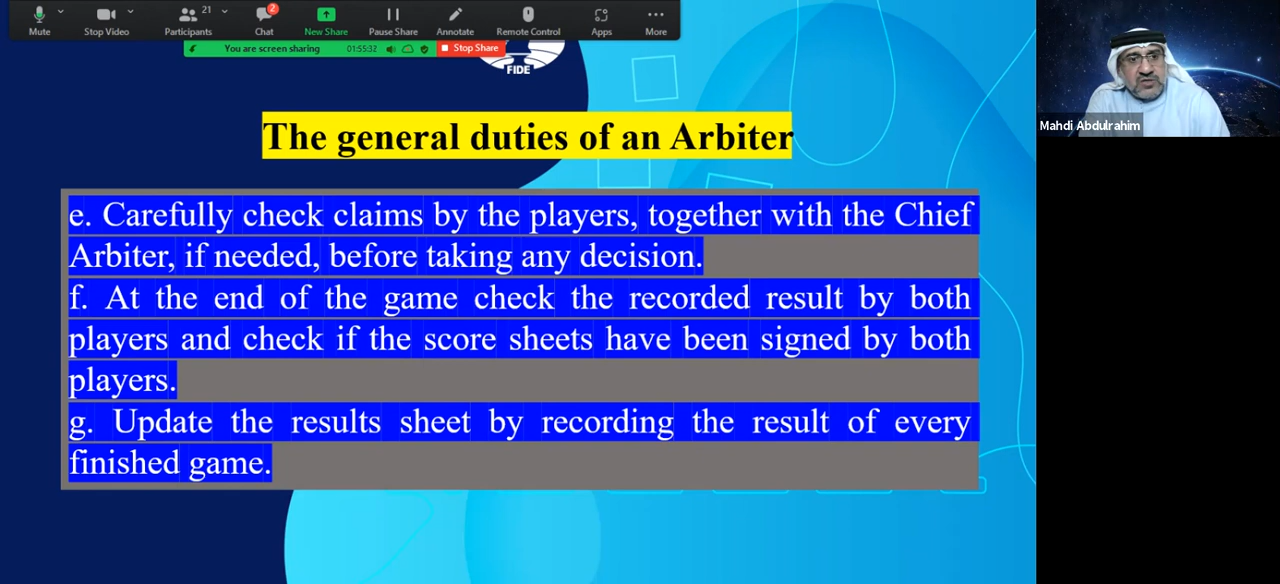 21
2
Mute
Stop Video
Participants
Chat
New Share
Pause Share
Annotate
Remote Control
Apps
More
You are screen sharing
01:55:32
Stop Share
FIDE
Mahdi Abdulrahim
The general duties of an Arbiter
e. Carefully check claims by the players, together with the Chief
Arbiter, if needed, before taking any decision.
f. At the end of the game check the recorded result by both
players and check if the score sheets have been signed by both
players.
g. Update the results sheet by recording the result of every
finished game.